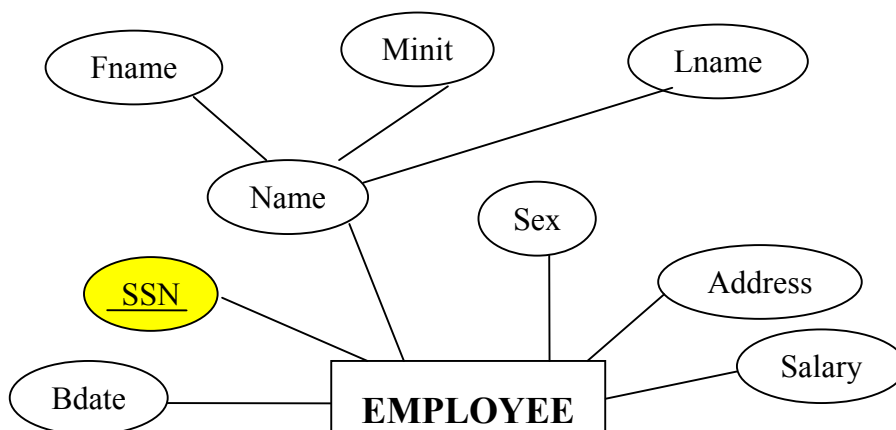 Fname
Minit
Lname
Name
Sex
SSN
Address
Salary
Bdate
EMPLOYEE